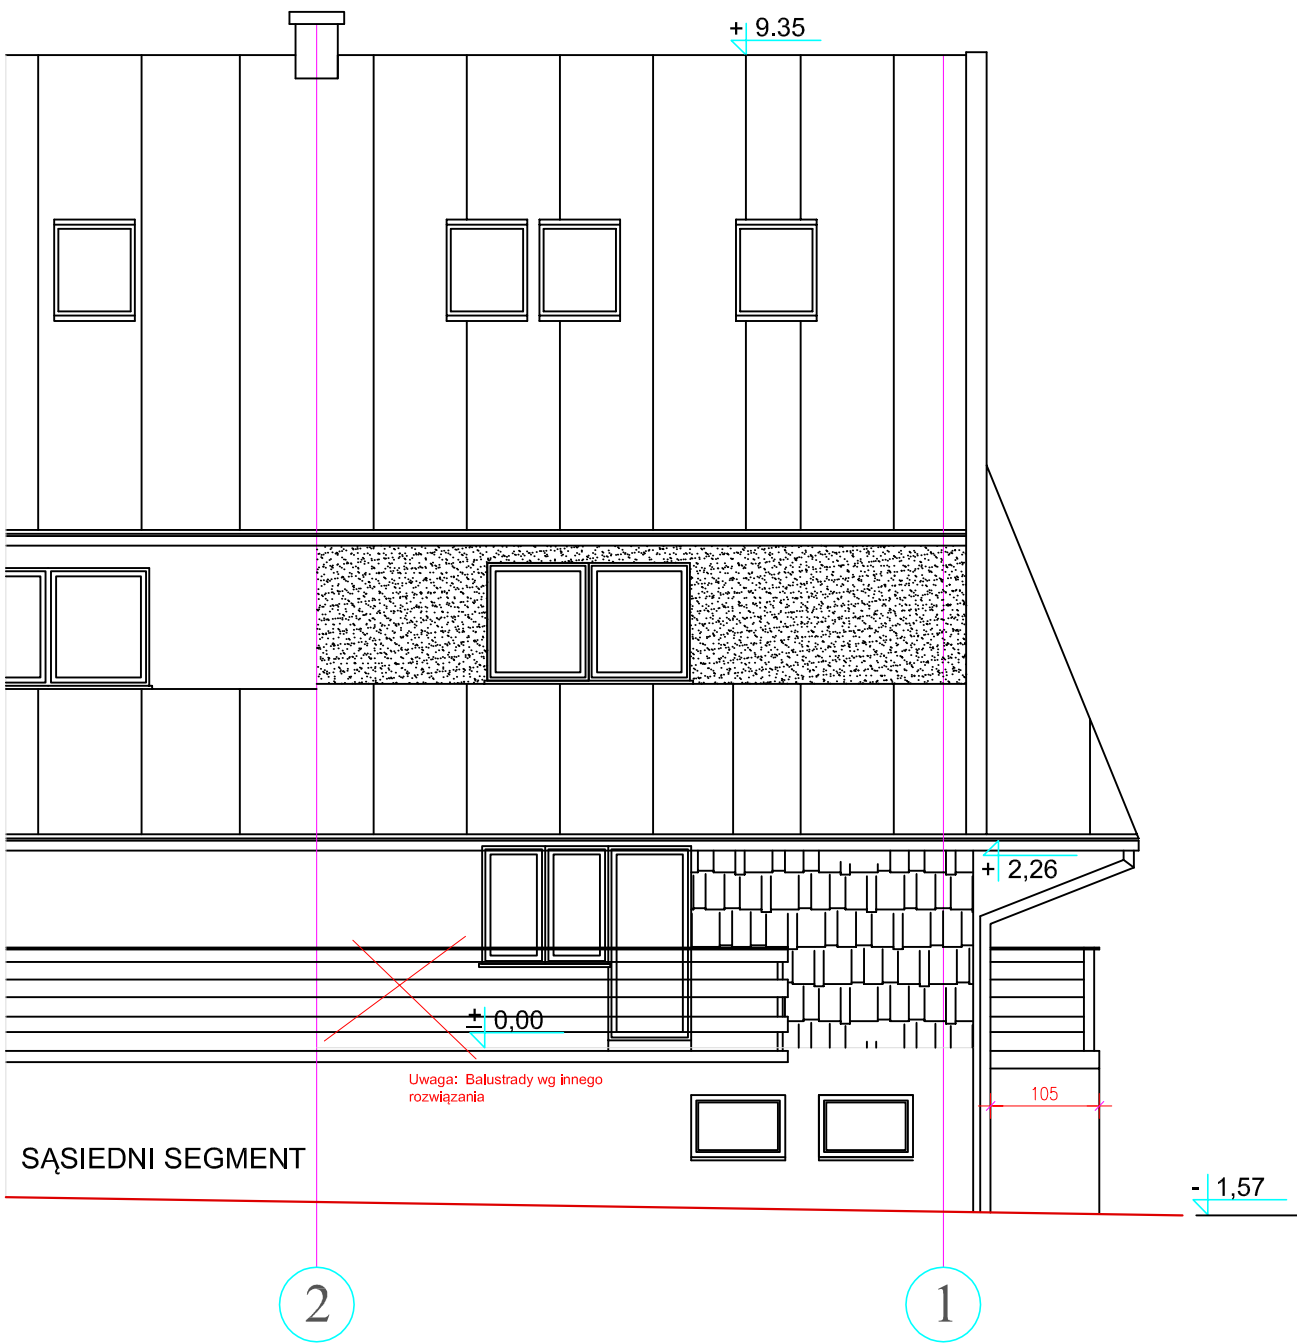 + 9.35
+ 2,26
± 0,00
Uwaga: Balustrady wg innego
rozwiązania
105
SĄSIEDNI SEGMENT
- 1,57
2
1